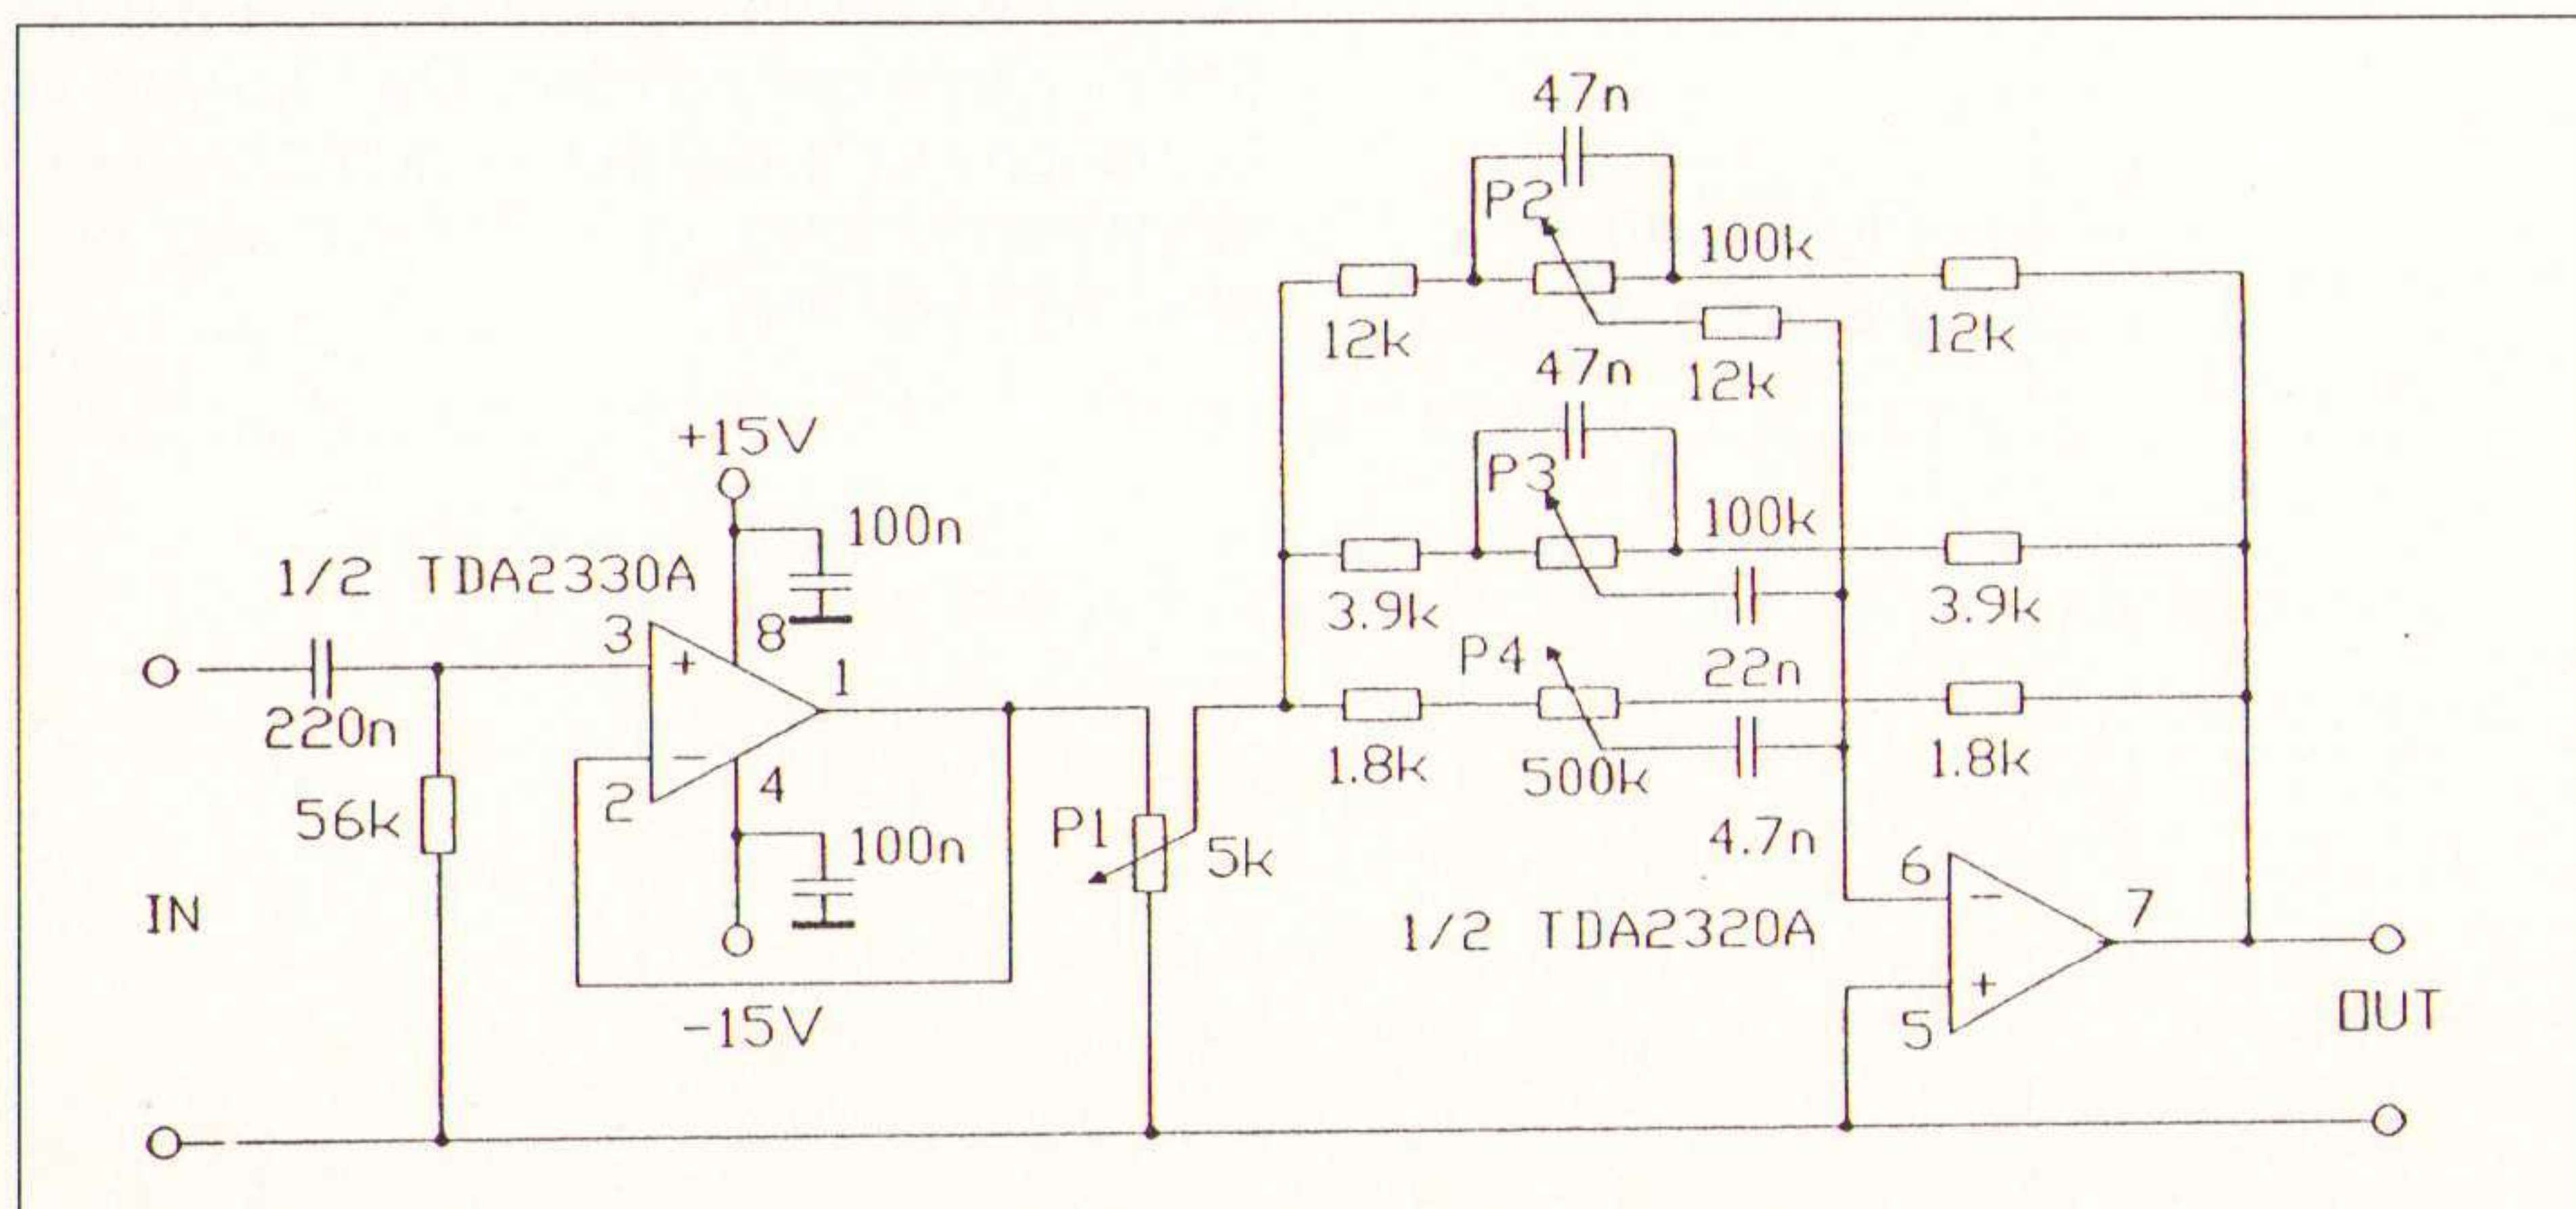 47n
P2
100k
12k
12k
12k
47n
P3
100k
3.9k
22n
3.9k
P4
1.8k
500k
4.7n
1.8k
+15V
100n
1/2 TDA2330A
3
8
1
+
220n
-
2
4
56k
100n
P1
5k
IN
-15V
1/2 TDA2320A
6
-
7
+
5
OUT